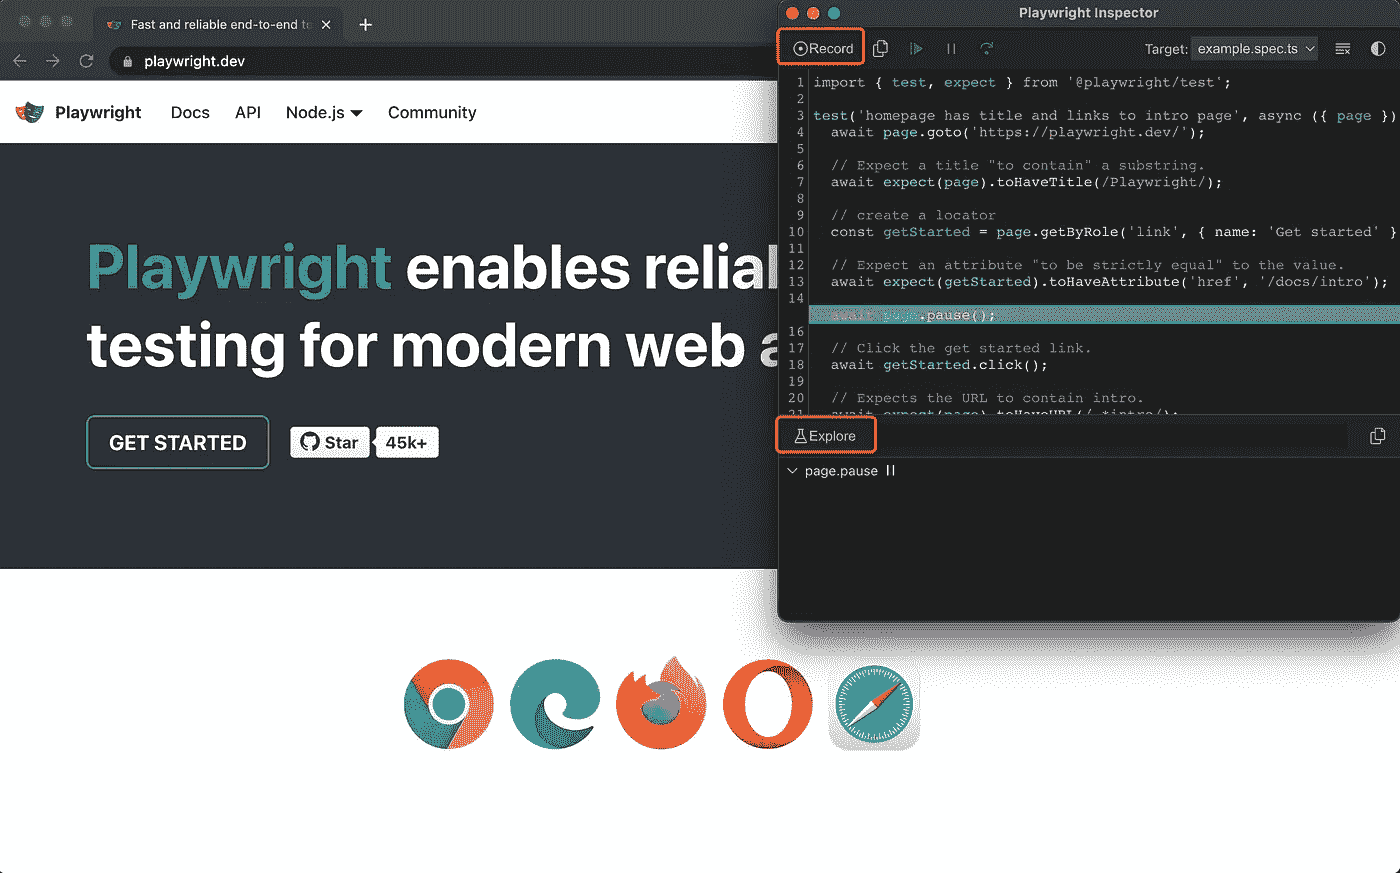 Fast and reliable end-to-end te
playwright.dev
Playwright
Docs
API
Node.js
Community
Playwright enables relial
testing for modern web a
GET STARTED
Star
45k+
Playwright Inspector
Record
Target:
example.spec.ts
1 import { test, expect } from '@playwright/test';
2
3 test('homepage has title and links to intro page', async ({ page })
4 await page.goto('https://playwright.dev/');
5
6 // Expect a title "to contain" a substring.
7 await expect(page).toHaveTitle(/Playwright/);
8
9 // create a locator
10 const getStarted = page.getByRole('link', { name: 'Get started' }
11
12 // Expect an attribute "to be strictly equal" to the value.
13 await expect(getStarted).toHaveAttribute('href', '/docs/intro');
14
await page.pause();
16
17 // Click the get started link.
18 await getStarted.click();
19
20 // Expects the URL to contain intro.
21 await expect(page).toHaveURL(/.*intro/);
Explore
page.pause